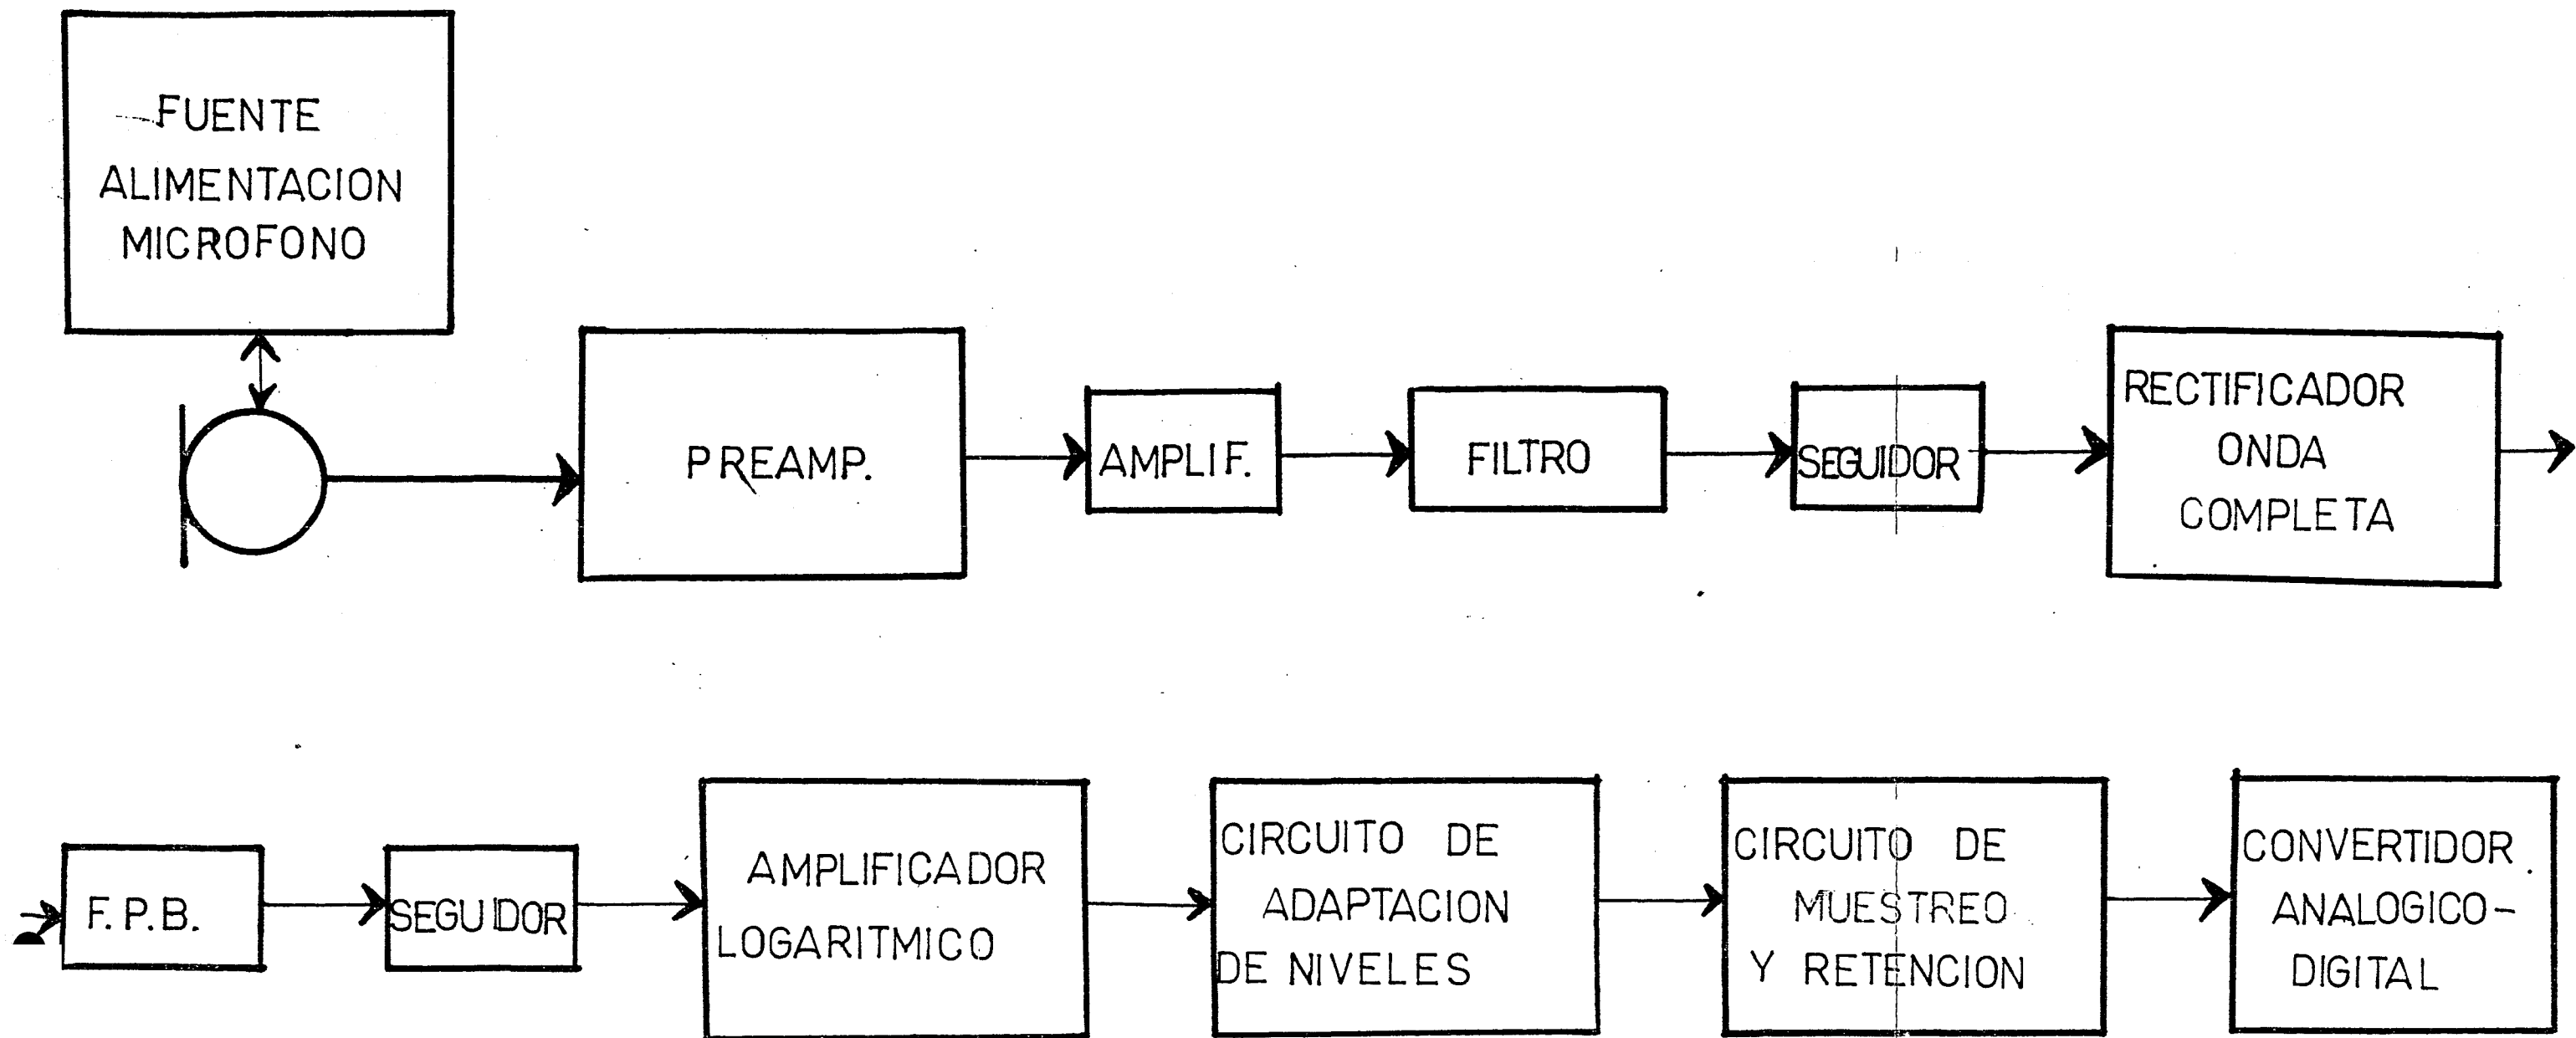 FUENTE
ALIMENTACION
MICROFONO
PREAMP.
AMPLIF.
FILTRO
SEGUIDOR
RECTIFICADOR
ONDA
COMPLETA
F.P.B.
SEGUIDOR
AMPLIFICADOR
LOGARITMICO
CIRCUITO DE
ADAPTACION
DE NIVELES
CIRCUITO DE
MUESTREO
Y RETENCION
CONVERTIDOR
ANALOGICO-
DIGITAL